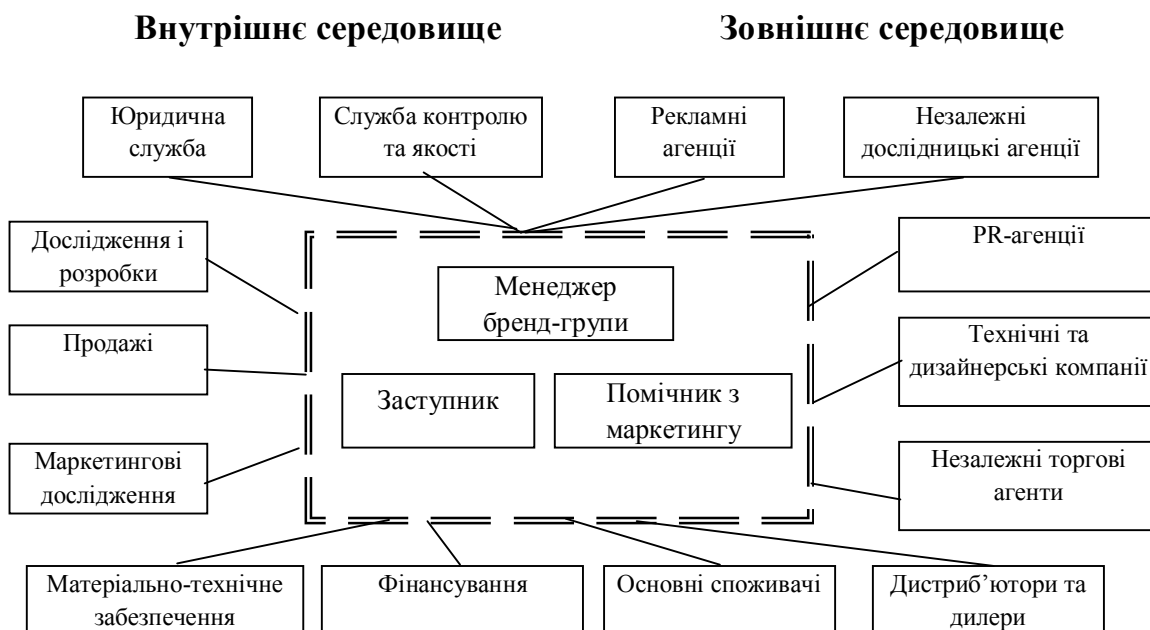 Внутрішнє середовище
Зовнішнє середовище
Юридична
служба
Служба контролю
та якості
Рекламні
агенції
Незалежні
дослідницькі агенції
Дослідження і
розробки
PR-агенції
Менеджер
бренд-групи
Продажі
Технічні та
дизайнерські компанії
Заступник
Помічник з
маркетингу
Маркетингові
дослідження
Незалежні торгові
агенти
Матеріально-технічне
забезпечення
Фінансування
Основні споживачі
Дистриб’ютори та
дилери